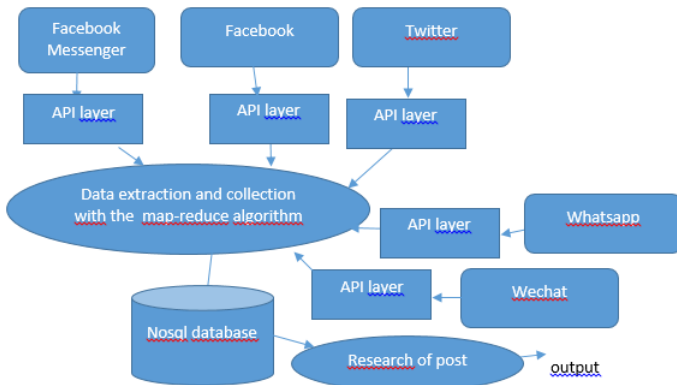 Facebook
Messenger
Facebook
Twitter
API layer
API layer
API layer
Data extraction and collection
with the map-reduce algorithm
API layer
Whatsapp
API layer
Wechat
Nosql database
Research of post
output